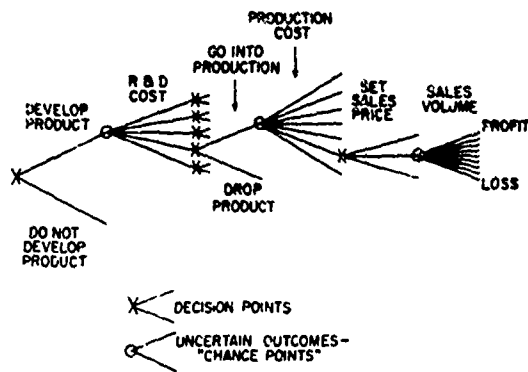 PRODUCTION
COST
GO INTO
PRODUCTION
R & D
COST
DEVELOP
PRODUCT
SET
SALES
PRICE
SALES
VOLUME
PROFIT
LOSS
DROP
PRODUCT
DO NOT
DEVELOP
PRODUCT
DECISION POINTS
UNCERTAIN OUTCOMES-
"CHANCE POINTS"